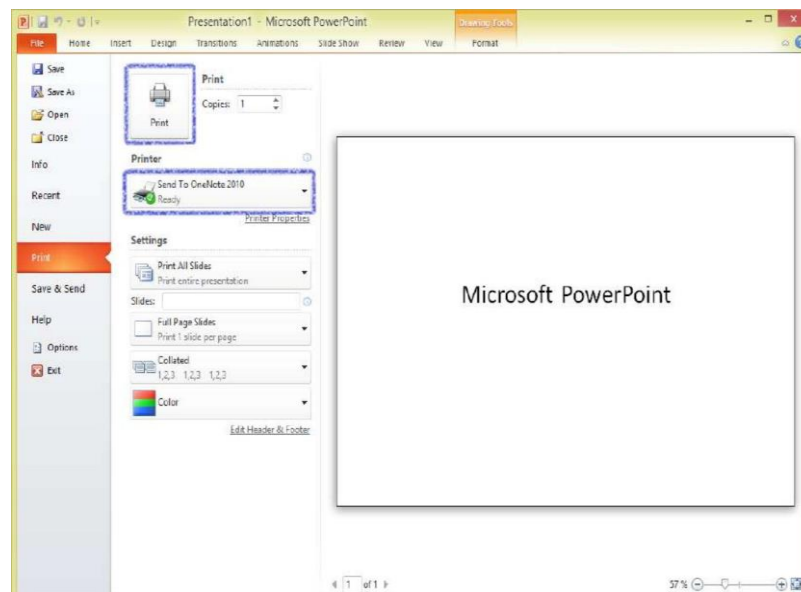 Presentation1 - Microsoft PowerPoint
Drawing Tools
File Home Insert Design Transitions Animations Slide Show Review View Format
Save
Save As
Open
Close
Info
Recent
New
Print
Save & Send
Help
Options
Exit
Print
Print
Copies: 1
Printer
Send To OneNote 2010
Ready
Printer Properties
Settings
Print All Slides
Print entire presentation
Slides:
Full Page Slides
Print 1 slide per page
Collated
1,2,3 1,2,3 1,2,3
Color
Edit Header & Footer
Microsoft PowerPoint
1 of 1
57%